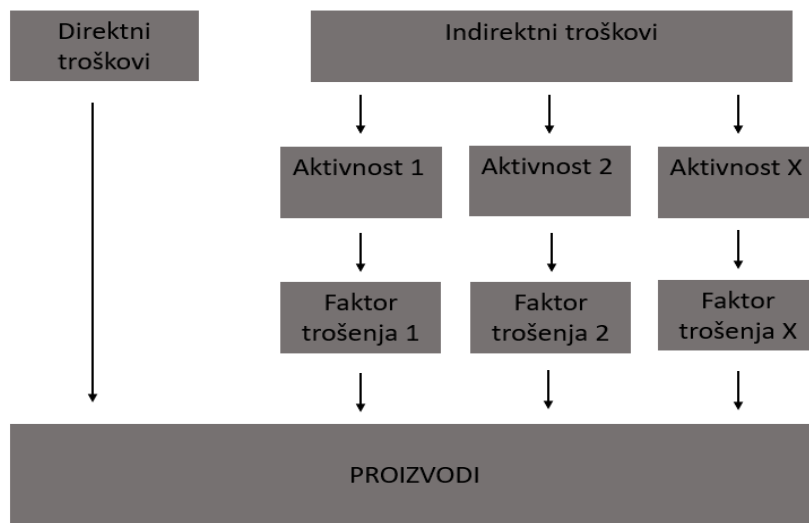 Direktni
troškovi
Indirektni troškovi
Aktivnost 1
Aktivnost 2
Aktivnost X
Faktor
trošenja 1
Faktor
trošenja 2
Faktor
trošenja X
PROIZVODI